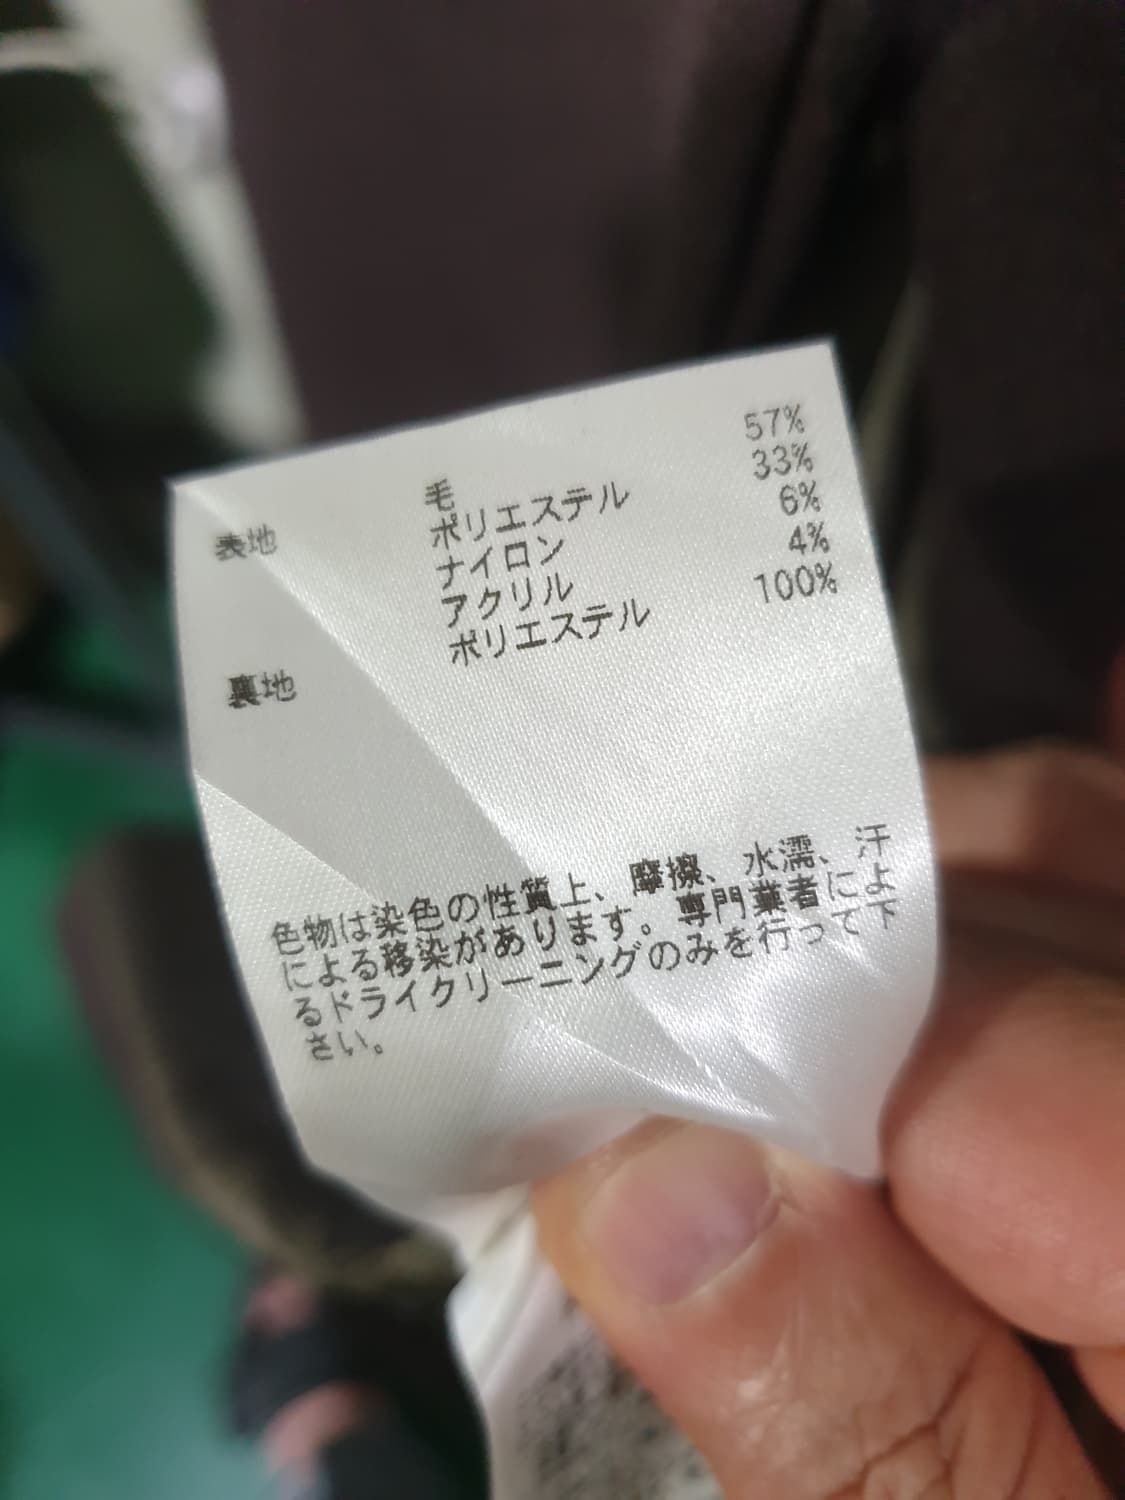 表地 毛 57%
ポリエステル 33%
ナイロン 6%
アクリル 4%
裏地 ポリエステル 100%
色物は染色の性質上、摩擦、水濡、汗
による移染があります。専門業者によ
るドライクリーニングのみを行って下
さい。